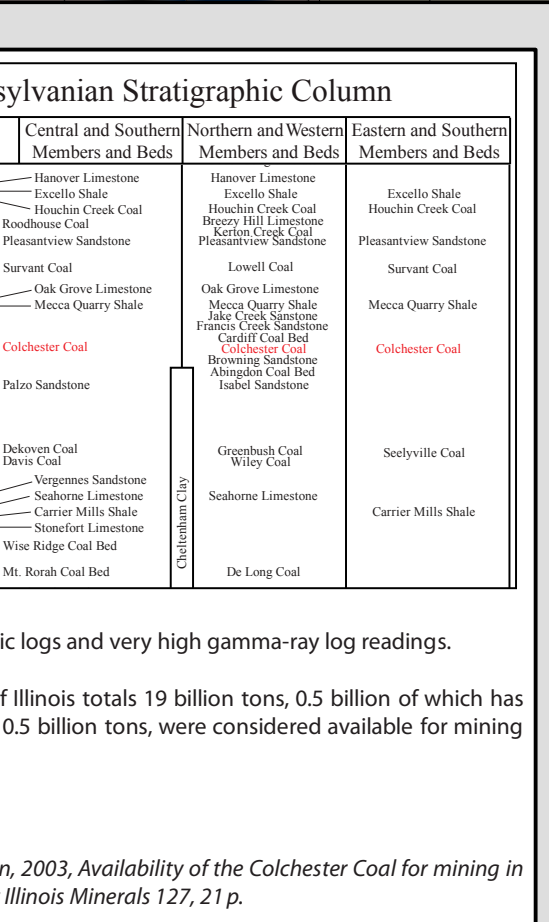 sylvanian Stratigraphic Column
Central and Southern Members and Beds
Northern and Western Members and Beds
Eastern and Southern Members and Beds
Hanover Limestone
Excello Shale
Houchin Creek Coal
Roodhouse Coal
Pleasantview Sandstone
Survant Coal
Oak Grove Limestone
Mecca Quarry Shale
Colchester Coal
Palzo Sandstone
Dekoven Coal
Davis Coal
Vergennes Sandstone
Seahorne Limestone
Carrier Mills Shale
Stonefort Limestone
Wise Ridge Coal Bed
Mt. Rorah Coal Bed
Cheltenham Clay
Hanover Limestone
Excello Shale
Houchin Creek Coal
Breezy Hill Limestone
Kerton Creek Coal
Pleasantview Sandstone
Lowell Coal
Oak Grove Limestone
Mecca Quarry Shale
Jake Creek Sanstone
Francis Creek Sandstone
Cardiff Coal Bed
Colchester Coal
Browning Sandstone
Abingdon Coal Bed
Isabel Sandstone
Greenbush Coal
Wiley Coal
Seahorne Limestone
De Long Coal
Excello Shale
Houchin Creek Coal
Pleasantview Sandstone
Survant Coal
Mecca Quarry Shale
Colchester Coal
Seelyville Coal
Carrier Mills Shale
ic logs and very high gamma-ray log readings.
f Illinois totals 19 billion tons, 0.5 billion of which has
0.5 billion tons, were considered available for mining
n, 2003, Availability of the Colchester Coal for mining in
Illinois Minerals 127, 21 p.